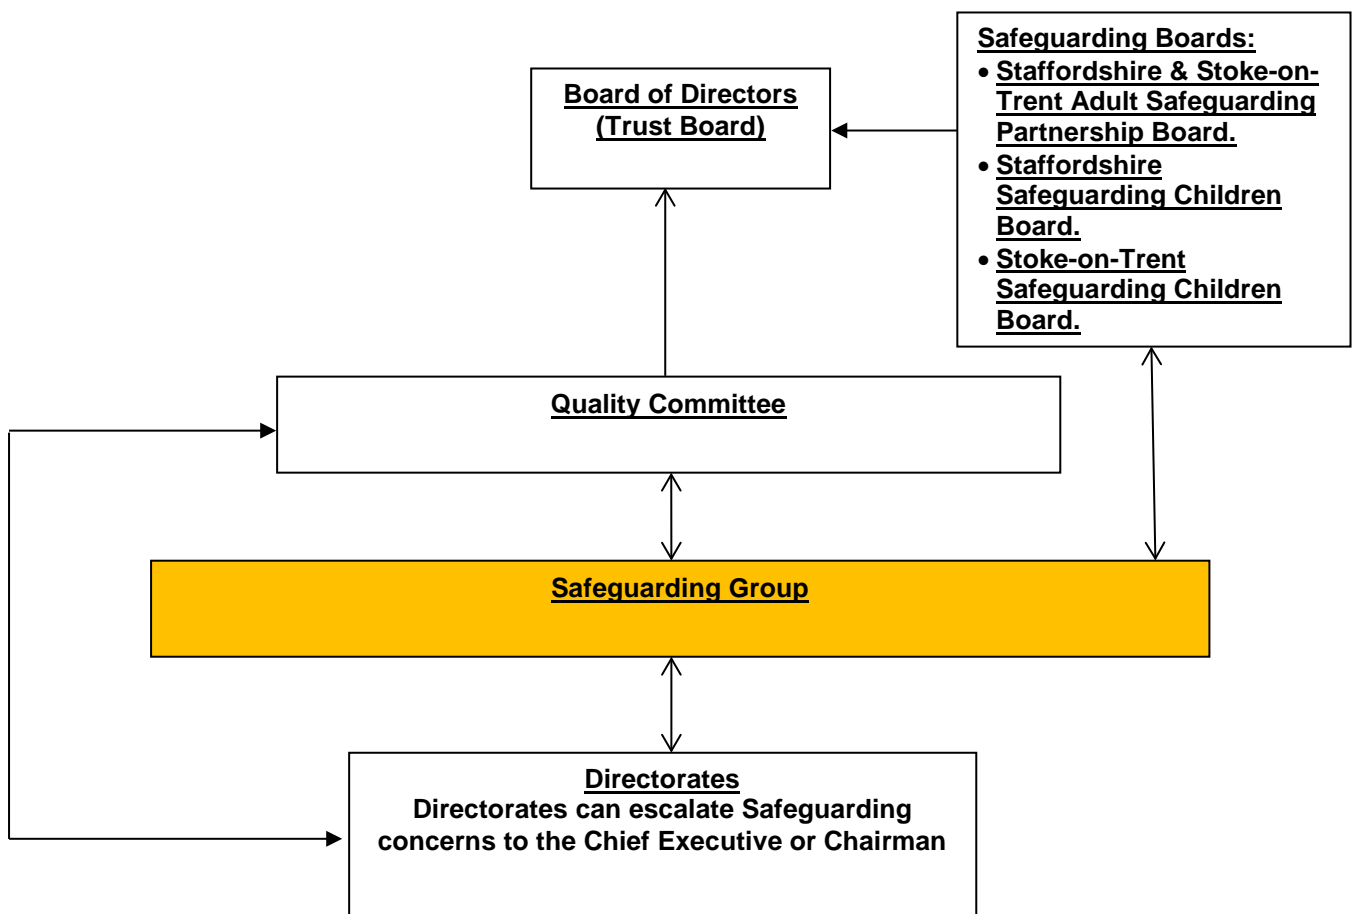 Safeguarding Boards:
• Staffordshire & Stoke-on-
Trent Adult Safeguarding
Partnership Board.
• Staffordshire
Safeguarding Children
Board.
• Stoke-on-Trent
Safeguarding Children
Board.
Board of Directors
(Trust Board)
Quality Committee
Safeguarding Group
Directorates
Directorates can escalate Safeguarding
concerns to the Chief Executive or Chairman